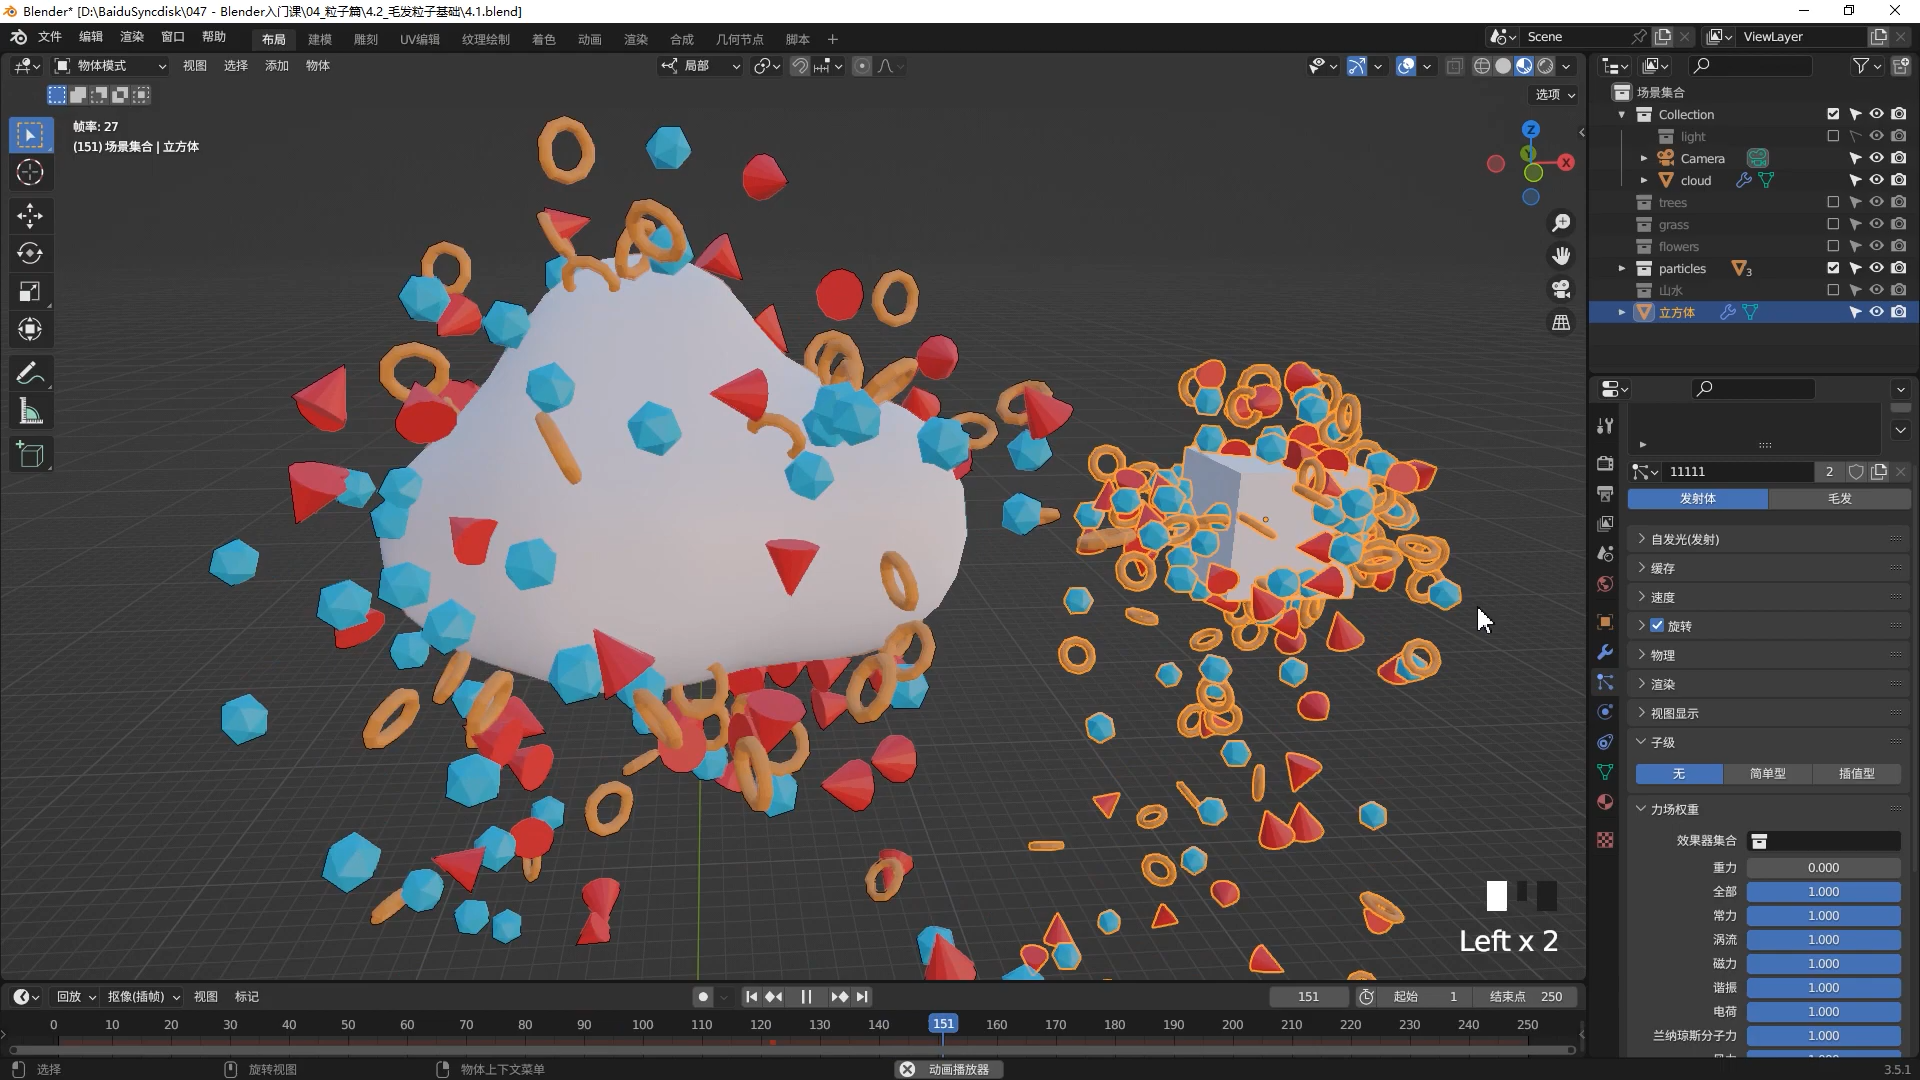 Blender* [D:\BaiduSyncdisk\047 - Blender入门课\04_粒子篇\4.2_毛发粒子基础\4.1.blend]
文件 编辑 渲染 窗口 帮助 布局 建模 雕刻 UV编辑 纹理绘制 着色 动画 渲染 合成 几何节点 脚本 + Scene ViewLayer
物体模式 视图 选择 添加 物体 局部
选项
帧率: 27
(151) 场景集合 | 立方体
Z
Y
X
场景集合
Collection
light
Camera
cloud
trees
grass
flowers
particles 3
山水
立方体
11111 2
发射体 毛发
自发光(发射)
缓存
速度
旋转
物理
渲染
视图显示
子级
无 简单型 插值型
力场权重
效果器集合
重力 0.000
全部 1.000
常力 1.000
涡流 1.000
磁力 1.000
谐振 1.000
电荷 1.000
兰纳琼斯分子力 1.000
Left x 2
回放 抠像(插帧) 视图 标记 151 起始 1 结束点 250
0 10 20 30 40 50 60 70 80 90 100 110 120 130 140 151 160 170 180 190 200 210 220 230 240 250
选择 旋转视图 物体上下文菜单 动画播放器 3.5.1